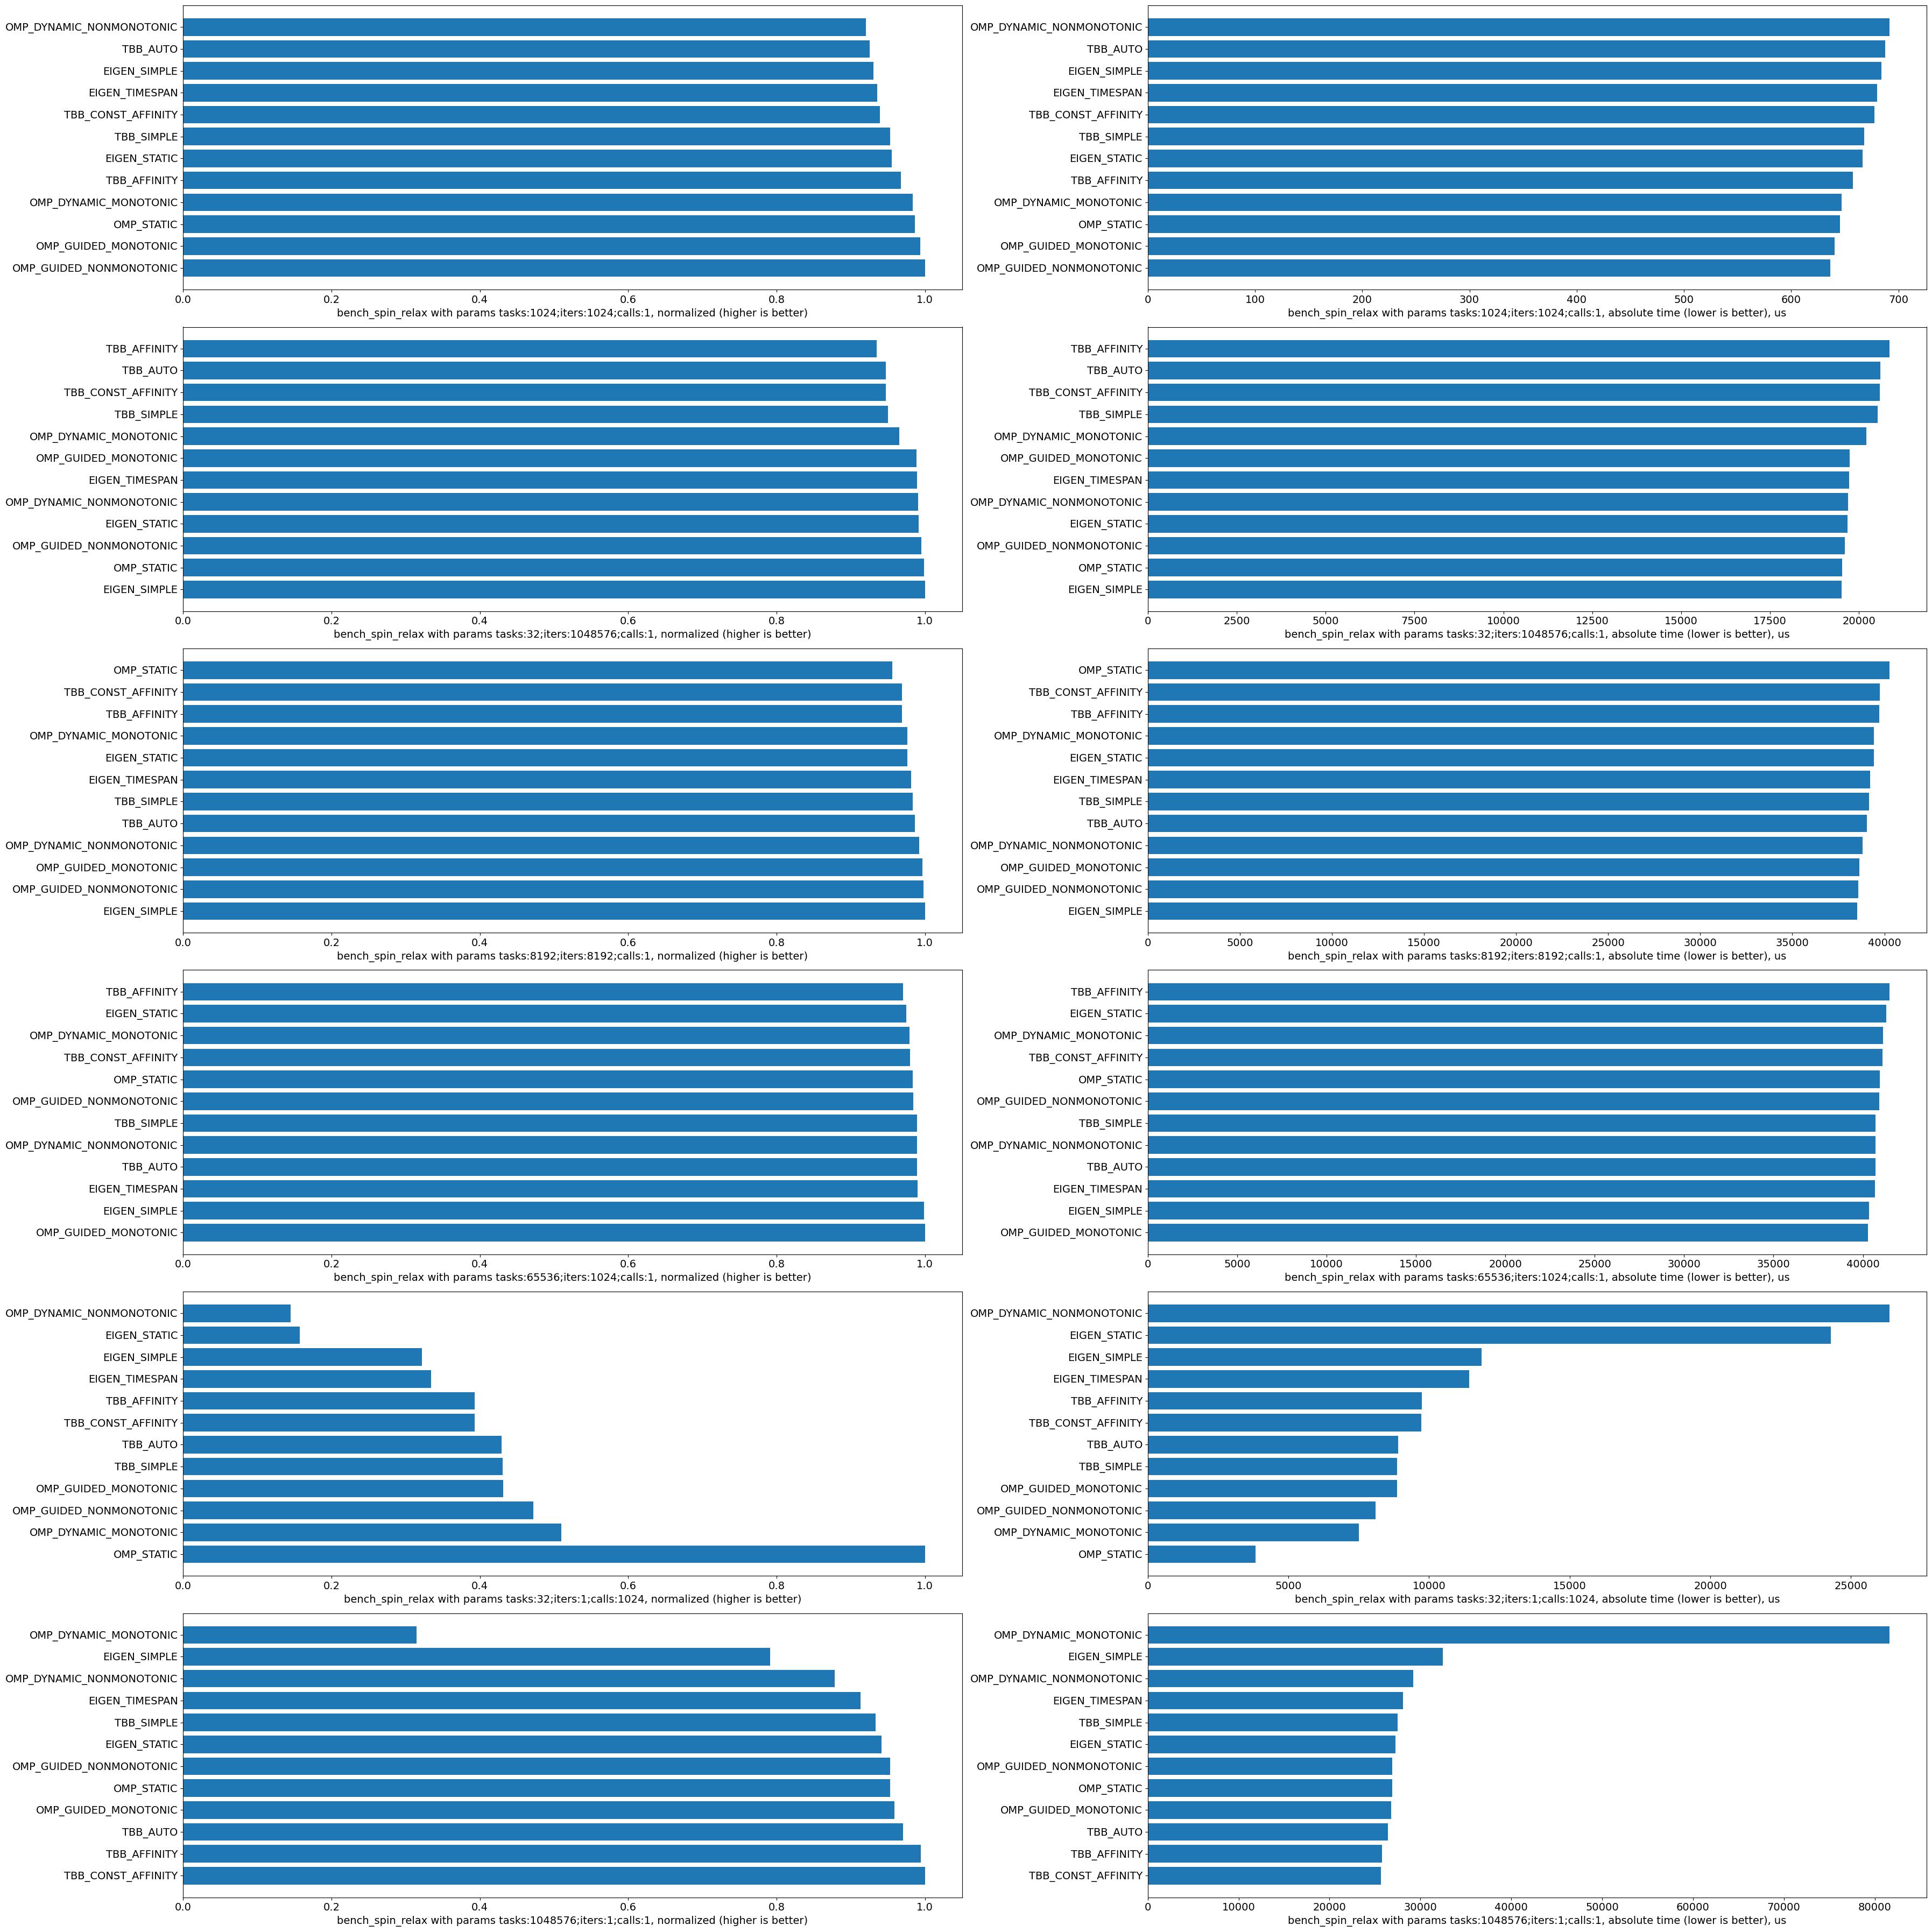 OMP_DYNAMIC_NONMONOTONIC
TBB_AUTO
EIGEN_SIMPLE
EIGEN_TIMESPAN
TBB_CONST_AFFINITY
TBB_SIMPLE
EIGEN_STATIC
TBB_AFFINITY
OMP_DYNAMIC_MONOTONIC
OMP_STATIC
OMP_GUIDED_MONOTONIC
OMP_GUIDED_NONMONOTONIC
0.0 0.2 0.4 0.6 0.8 1.0
bench_spin_relax with params tasks:1024;iters:1024;calls:1, normalized (higher is better)
OMP_DYNAMIC_NONMONOTONIC
TBB_AUTO
EIGEN_SIMPLE
EIGEN_TIMESPAN
TBB_CONST_AFFINITY
TBB_SIMPLE
EIGEN_STATIC
TBB_AFFINITY
OMP_DYNAMIC_MONOTONIC
OMP_STATIC
OMP_GUIDED_MONOTONIC
OMP_GUIDED_NONMONOTONIC
0 100 200 300 400 500 600 700
bench_spin_relax with params tasks:1024;iters:1024;calls:1, absolute time (lower is better), us
TBB_AFFINITY
TBB_AUTO
TBB_CONST_AFFINITY
TBB_SIMPLE
OMP_DYNAMIC_MONOTONIC
OMP_GUIDED_MONOTONIC
EIGEN_TIMESPAN
OMP_DYNAMIC_NONMONOTONIC
EIGEN_STATIC
OMP_GUIDED_NONMONOTONIC
OMP_STATIC
EIGEN_SIMPLE
0.0 0.2 0.4 0.6 0.8 1.0
bench_spin_relax with params tasks:32;iters:1048576;calls:1, normalized (higher is better)
TBB_AFFINITY
TBB_AUTO
TBB_CONST_AFFINITY
TBB_SIMPLE
OMP_DYNAMIC_MONOTONIC
OMP_GUIDED_MONOTONIC
EIGEN_TIMESPAN
OMP_DYNAMIC_NONMONOTONIC
EIGEN_STATIC
OMP_GUIDED_NONMONOTONIC
OMP_STATIC
EIGEN_SIMPLE
0 2500 5000 7500 10000 12500 15000 17500 20000
bench_spin_relax with params tasks:32;iters:1048576;calls:1, absolute time (lower is better), us
OMP_STATIC
TBB_CONST_AFFINITY
TBB_AFFINITY
OMP_DYNAMIC_MONOTONIC
EIGEN_STATIC
EIGEN_TIMESPAN
TBB_SIMPLE
TBB_AUTO
OMP_DYNAMIC_NONMONOTONIC
OMP_GUIDED_MONOTONIC
OMP_GUIDED_NONMONOTONIC
EIGEN_SIMPLE
0.0 0.2 0.4 0.6 0.8 1.0
bench_spin_relax with params tasks:8192;iters:8192;calls:1, normalized (higher is better)
OMP_STATIC
TBB_CONST_AFFINITY
TBB_AFFINITY
OMP_DYNAMIC_MONOTONIC
EIGEN_STATIC
EIGEN_TIMESPAN
TBB_SIMPLE
TBB_AUTO
OMP_DYNAMIC_NONMONOTONIC
OMP_GUIDED_MONOTONIC
OMP_GUIDED_NONMONOTONIC
EIGEN_SIMPLE
0 5000 10000 15000 20000 25000 30000 35000 40000
bench_spin_relax with params tasks:8192;iters:8192;calls:1, absolute time (lower is better), us
TBB_AFFINITY
EIGEN_STATIC
OMP_DYNAMIC_MONOTONIC
TBB_CONST_AFFINITY
OMP_STATIC
OMP_GUIDED_NONMONOTONIC
TBB_SIMPLE
OMP_DYNAMIC_NONMONOTONIC
TBB_AUTO
EIGEN_TIMESPAN
EIGEN_SIMPLE
OMP_GUIDED_MONOTONIC
0.0 0.2 0.4 0.6 0.8 1.0
bench_spin_relax with params tasks:65536;iters:1024;calls:1, normalized (higher is better)
TBB_AFFINITY
EIGEN_STATIC
OMP_DYNAMIC_MONOTONIC
TBB_CONST_AFFINITY
OMP_STATIC
OMP_GUIDED_NONMONOTONIC
TBB_SIMPLE
OMP_DYNAMIC_NONMONOTONIC
TBB_AUTO
EIGEN_TIMESPAN
EIGEN_SIMPLE
OMP_GUIDED_MONOTONIC
0 5000 10000 15000 20000 25000 30000 35000 40000
bench_spin_relax with params tasks:65536;iters:1024;calls:1, absolute time (lower is better), us
OMP_DYNAMIC_NONMONOTONIC
EIGEN_STATIC
EIGEN_SIMPLE
EIGEN_TIMESPAN
TBB_AFFINITY
TBB_CONST_AFFINITY
TBB_AUTO
TBB_SIMPLE
OMP_GUIDED_MONOTONIC
OMP_GUIDED_NONMONOTONIC
OMP_DYNAMIC_MONOTONIC
OMP_STATIC
0.0 0.2 0.4 0.6 0.8 1.0
bench_spin_relax with params tasks:32;iters:1;calls:1024, normalized (higher is better)
OMP_DYNAMIC_NONMONOTONIC
EIGEN_STATIC
EIGEN_SIMPLE
EIGEN_TIMESPAN
TBB_AFFINITY
TBB_CONST_AFFINITY
TBB_AUTO
TBB_SIMPLE
OMP_GUIDED_MONOTONIC
OMP_GUIDED_NONMONOTONIC
OMP_DYNAMIC_MONOTONIC
OMP_STATIC
0 5000 10000 15000 20000 25000
bench_spin_relax with params tasks:32;iters:1;calls:1024, absolute time (lower is better), us
OMP_DYNAMIC_MONOTONIC
EIGEN_SIMPLE
OMP_DYNAMIC_NONMONOTONIC
EIGEN_TIMESPAN
TBB_SIMPLE
EIGEN_STATIC
OMP_GUIDED_NONMONOTONIC
OMP_STATIC
OMP_GUIDED_MONOTONIC
TBB_AUTO
TBB_AFFINITY
TBB_CONST_AFFINITY
0.0 0.2 0.4 0.6 0.8 1.0
bench_spin_relax with params tasks:1048576;iters:1;calls:1, normalized (higher is better)
OMP_DYNAMIC_MONOTONIC
EIGEN_SIMPLE
OMP_DYNAMIC_NONMONOTONIC
EIGEN_TIMESPAN
TBB_SIMPLE
EIGEN_STATIC
OMP_GUIDED_NONMONOTONIC
OMP_STATIC
OMP_GUIDED_MONOTONIC
TBB_AUTO
TBB_AFFINITY
TBB_CONST_AFFINITY
0 10000 20000 30000 40000 50000 60000 70000 80000
bench_spin_relax with params tasks:1048576;iters:1;calls:1, absolute time (lower is better), us